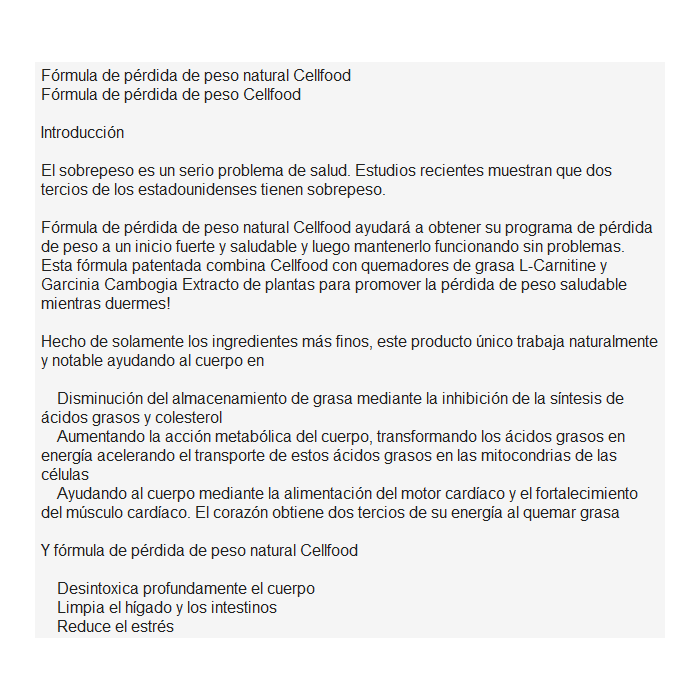 Fórmula de pérdida de peso natural Cellfood
Fórmula de pérdida de peso Cellfood
Introducción
El sobrepeso es un serio problema de salud. Estudios recientes muestran que dos
tercios de los estadounidenses tienen sobrepeso.
Fórmula de pérdida de peso natural Cellfood ayudará a obtener su programa de pérdida
de peso a un inicio fuerte y saludable y luego mantenerlo funcionando sin problemas.
Esta fórmula patentada combina Cellfood con quemadores de grasa L-Carnitine y
Garcinia Cambogia Extracto de plantas para promover la pérdida de peso saludable
mientras duermes!
Hecho de solamente los ingredientes más finos, este producto único trabaja naturalmente
y notable ayudando al cuerpo en
Disminución del almacenamiento de grasa mediante la inhibición de la síntesis de
ácidos grasos y colesterol
Aumentando la acción metabólica del cuerpo, transformando los ácidos grasos en
energía acelerando el transporte de estos ácidos grasos en las mitocondrias de las
células
Ayudando al cuerpo mediante la alimentación del motor cardíaco y el fortalecimiento
del músculo cardíaco. El corazón obtiene dos tercios de su energía al quemar grasa
Y fórmula de pérdida de peso natural Cellfood
Desintoxica profundamente el cuerpo
Limpia el hígado y los intestinos
Reduce el estrés